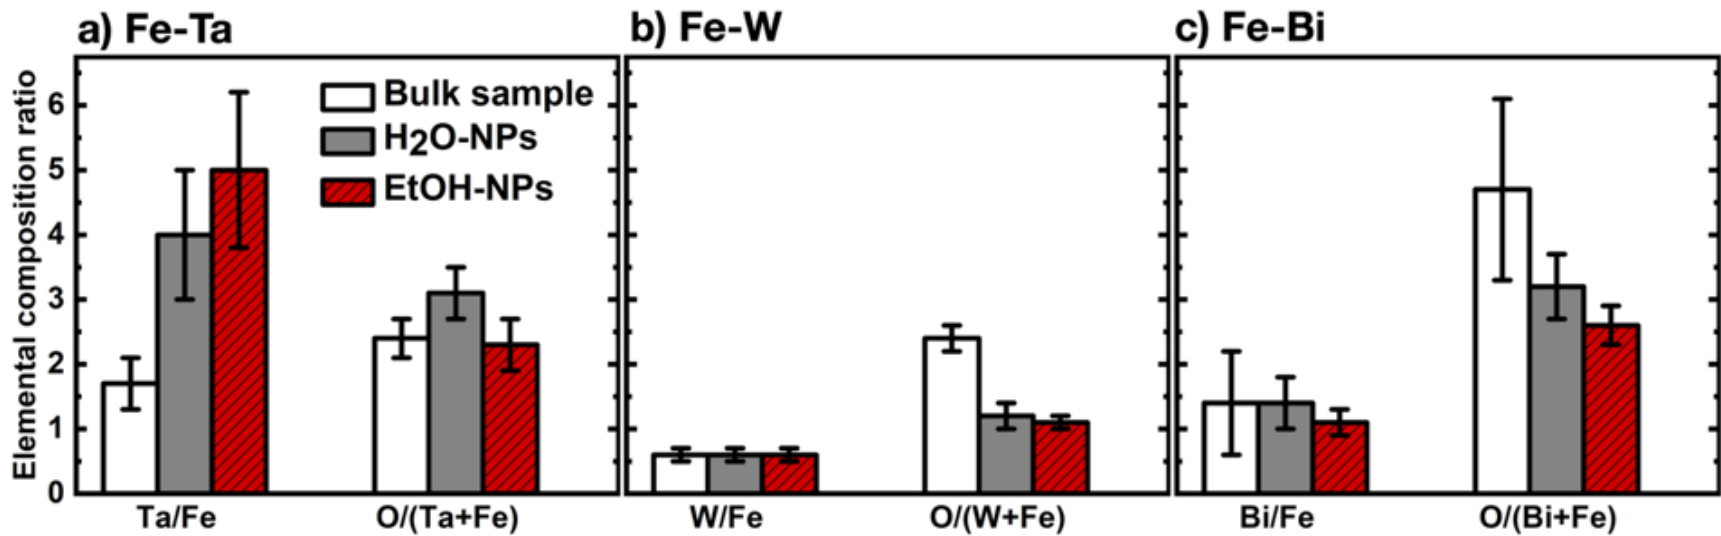 a) Fe-Ta
b) Fe-W
c) Fe-Bi
Elemental composition ratio
6
5
4
3
2
1
0
Bulk sample
H2O-NPs
EtOH-NPs
Ta/Fe
O/(Ta+Fe)
W/Fe
O/(W+Fe)
Bi/Fe
O/(Bi+Fe)